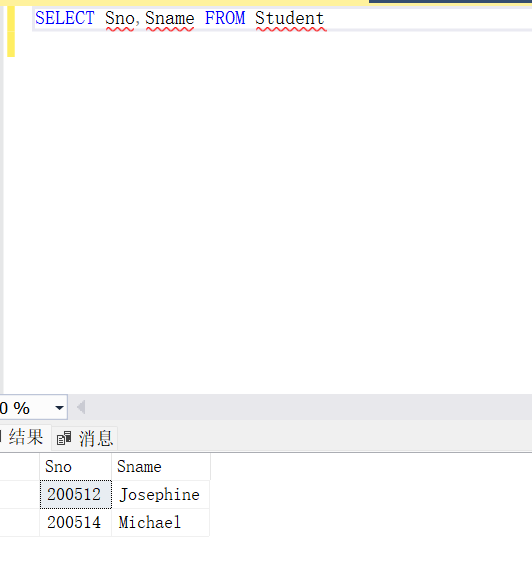 SELECT Sno,Sname FROM Student
0 %
结果 消息
Sno Sname
200512 Josephine
200514 Michael